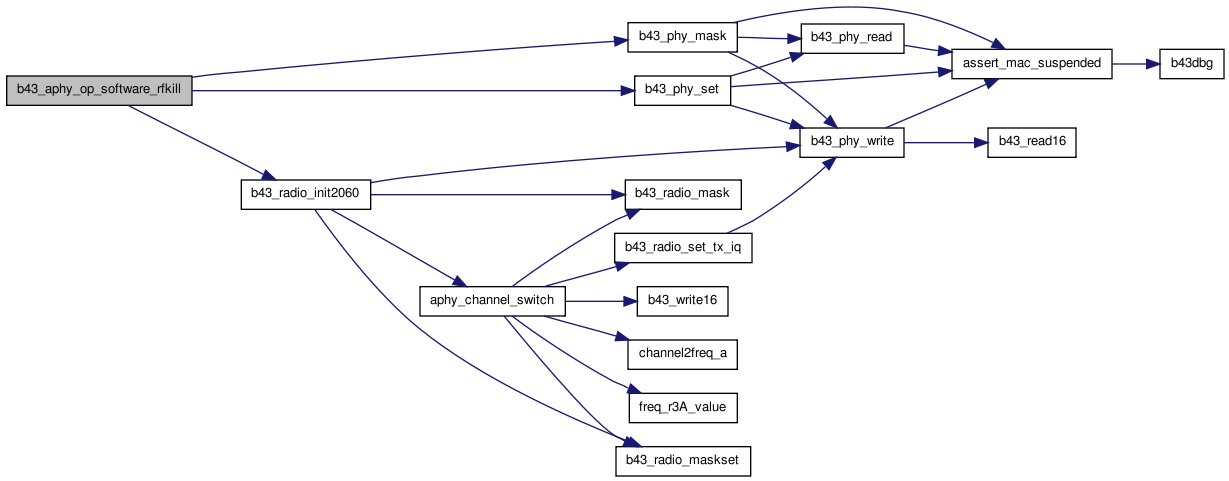 b43_aphy_op_software_rfkill
b43_phy_mask
b43_phy_read
assert_mac_suspended
b43dbg
b43_phy_set
b43_phy_write
b43_read16
b43_radio_init2060
b43_radio_mask
b43_radio_set_tx_iq
aphy_channel_switch
b43_write16
channel2freq_a
freq_r3A_value
b43_radio_maskset